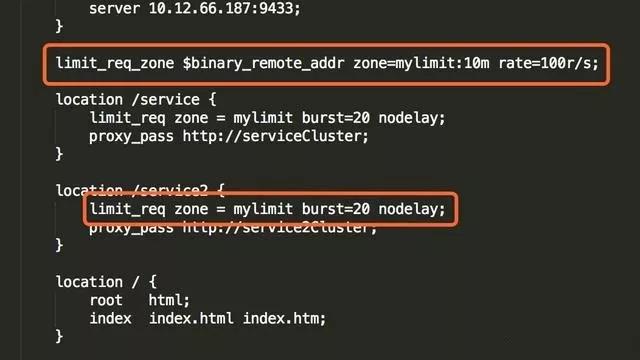 server 10.12.66.187:9433;
}
limit_req_zone $binary_remote_addr zone=mylimit:10m rate=100r/s;
location /service {
limit_req zone = mylimit burst=20 nodelay;
proxy_pass http://serviceCluster;
}
location /service2 {
limit_req zone = mylimit burst=20 nodelay;
proxy_pass http://service2Cluster;
}
location / {
root html;
index index.html index.htm;
}